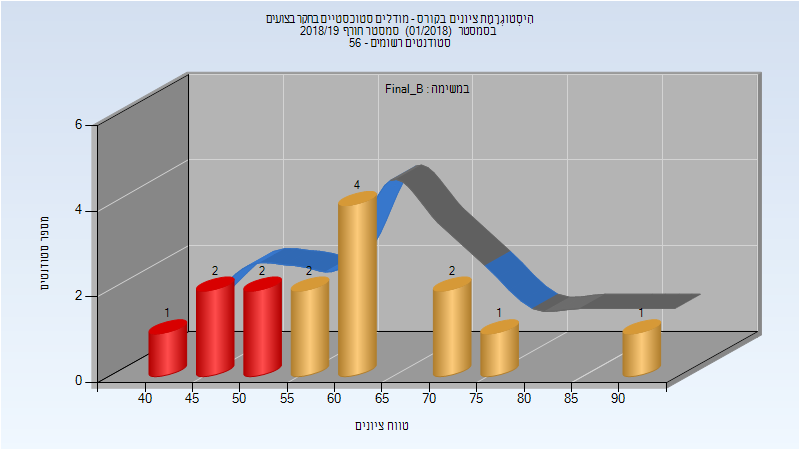 הִיסטוגְרָמַת ציונים בקורס - מודלים סטוכסטיים בחקר בצועים
בסמסטר (01/2018) סמסטר חורף 2018/19
סטודנטים רשומים - 56
במשימה : Final_B
מספר סטודנטים
6
4
2
0
1
2
2
2
4
2
1
1
40 45 50 55 60 65 70 75 80 85 90
טווח ציונים